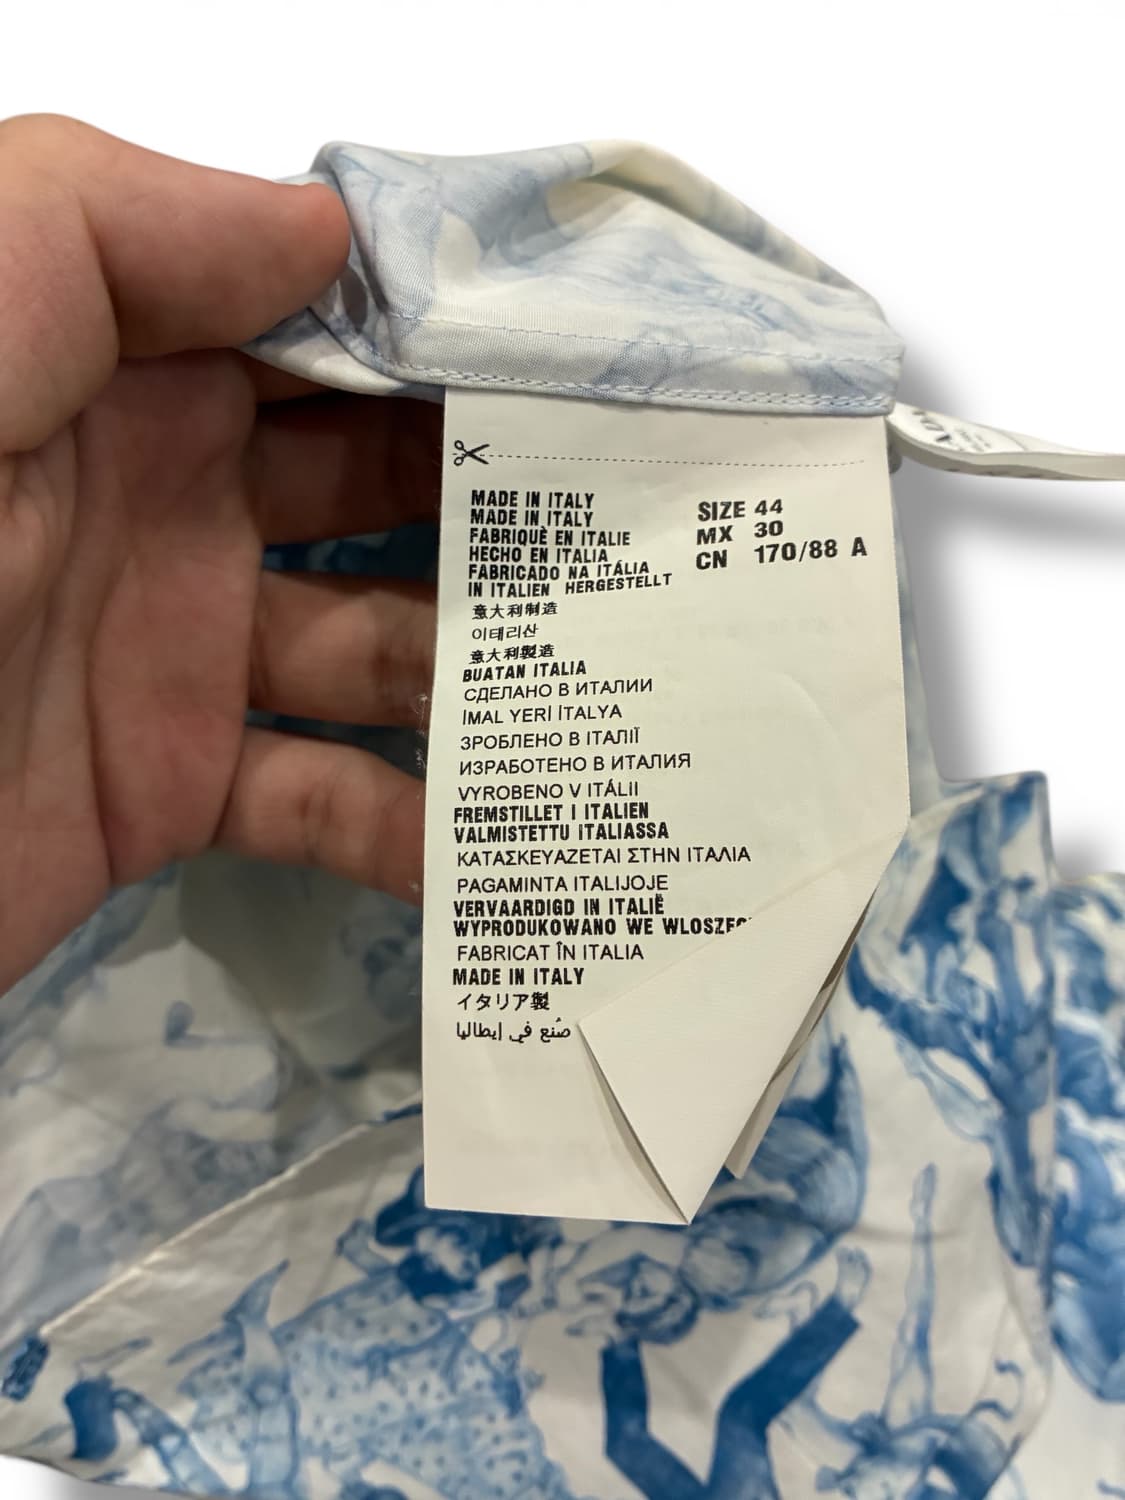 MADE IN ITALY
MADE IN ITALY
FABRIQUÈ EN ITALIE
HECHO EN ITALIA
FABRICADO NA ITÁLIA
IN ITALIEN HERGESTELLT
意大利制造
이태리산
意大利製造
BUATAN ITALIA
СДЕЛАНО В ИТАЛИИ
İMAL YERİ İTALYA
ЗРОБЛЕНО В ІТАЛІЇ
ИЗРАБОТЕНО В ИТАЛИЯ
VYROBENO V ITÁLII
FREMSTILLET I ITALIEN
VALMISTETTU ITALIASSA
ΚΑΤΑΣΚΕΥΑΖΕΤΑΙ ΣΤΗΝ ΙΤΑΛΙΑ
PAGAMINTA ITALIJOJE
VERVAARDIGD IN ITALIË
WYPRODUKOWANO WE
FABRICAT ÎN ITALIA
MADE IN ITALY
イタリア製
صُنع في إيطاليا
SIZE 44
MX 30
CN 170/88 A